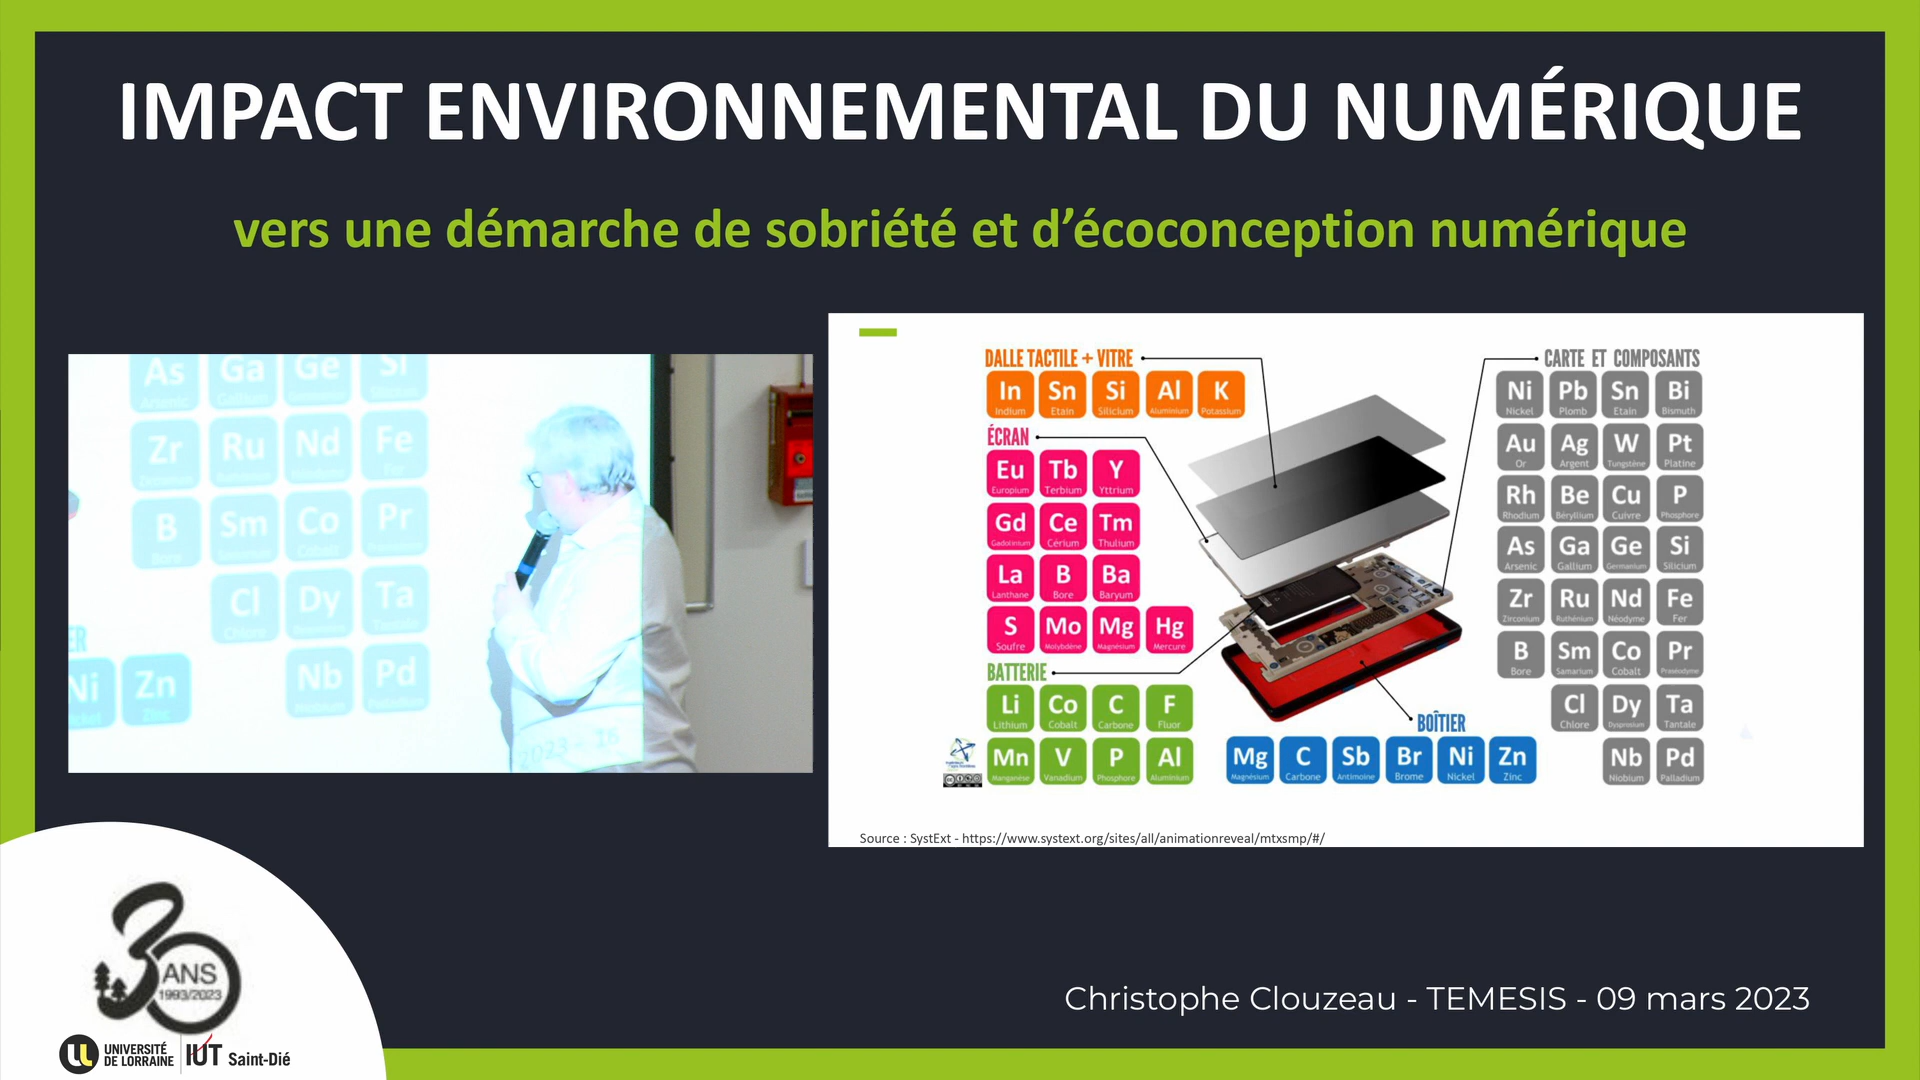 IMPACT ENVIRONNEMENTAL DU NUMÉRIQUE
vers une démarche de sobriété et d'écoconception numérique
As Ga Ge Si
Arsenic Gallium
Zr Ru Nd Fe
B Sm Co Pr
Cl Dy Ta
Ni Zn Nb Pd
2023 - 16
DALLE TACTILE + VITRE
In Sn Si Al K
Indium Etain Silicium Aluminium Potassium
ÉCRAN
Eu Tb Y
Europium Terbium Yttrium
Gd Ce Tm
Gadolinium Cérium Thulium
La B Ba
Lanthane Bore Baryum
S Mo Mg Hg
Soufre Molybdène Magnésium Mercure
BATTERIE
Li Co C F
Lithium Cobalt Carbone Fluor
Mn V P Al
Manganèse Vanadium Phosphore Aluminium
BOÎTIER
Mg C Sb Br Ni Zn
Magnésium Carbone Antimoine Brome Nickel Zinc
CARTE ET COMPOSANTS
Ni Pb Sn Bi
Nickel Plomb Etain Bismuth
Au Ag W Pt
Or Argent Tungstène Platine
Rh Be Cu P
Rhodium Béryllium Cuivre Phosphore
As Ga Ge Si
Arsenic Gallium Germanium Silicium
Zr Ru Nd Fe
Zirconium Ruthénium Néodyme Fer
B Sm Co Pr
Bore Samarium Cobalt Praséodyme
Cl Dy Ta
Chlore Dysprosium Tantale
Nb Pd
Niobium Palladium
Source : SystExt - https://www.systext.org/sites/all/animationreveal/mtxsmp/#/
30 ANS
1993/2023
UNIVERSITÉ
DE LORRAINE
IUT Saint-Dié
Christophe Clouzeau - TEMESIS - 09 mars 2023